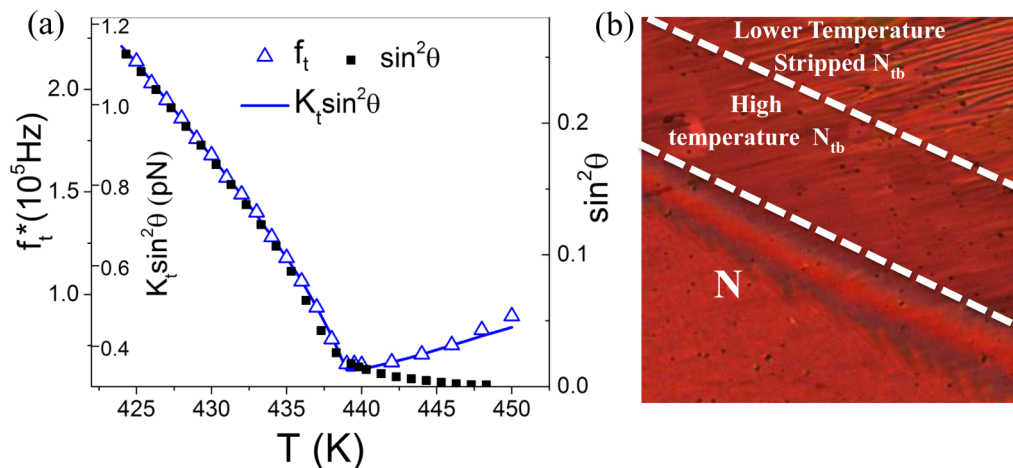 (a)
f_t*(10⁵Hz)
2.0
1.5
1.0
K_t sin²θ (pN)
1.2
1.0
0.8
0.6
0.4
△ f_t ■ sin²θ
— K_t sin²θ
sin²θ
0.2
0.1
0.0
425 430 435 440 445 450
T (K)
(b)
Lower Temperature
Stripped N_tb
High
temperature N_tb
N